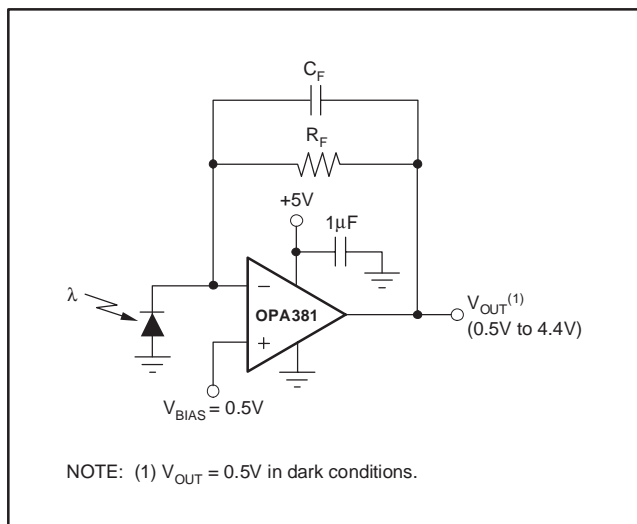 C_F
R_F
+5V
1μF
λ
−
OPA381
+
V_OUT^(1)
(0.5V to 4.4V)
V_BIAS = 0.5V
NOTE: (1) V_OUT = 0.5V in dark conditions.